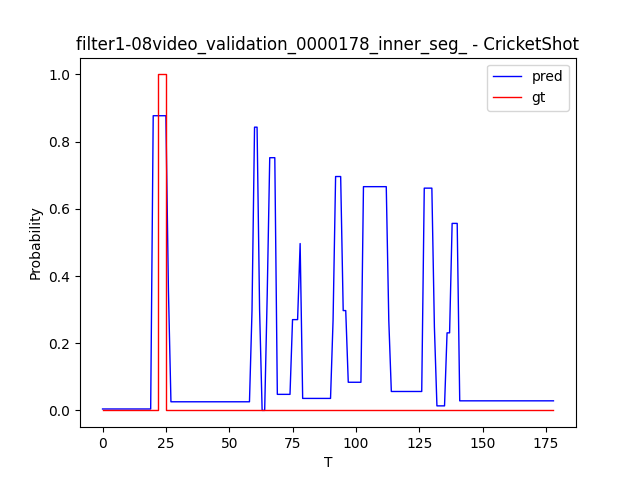 filter1-08video_validation_0000178_inner_seg_ - CricketShot
pred
gt
1.0
0.8
0.6
0.4
0.2
0.0
Probability
0 25 50 75 100 125 150 175
T